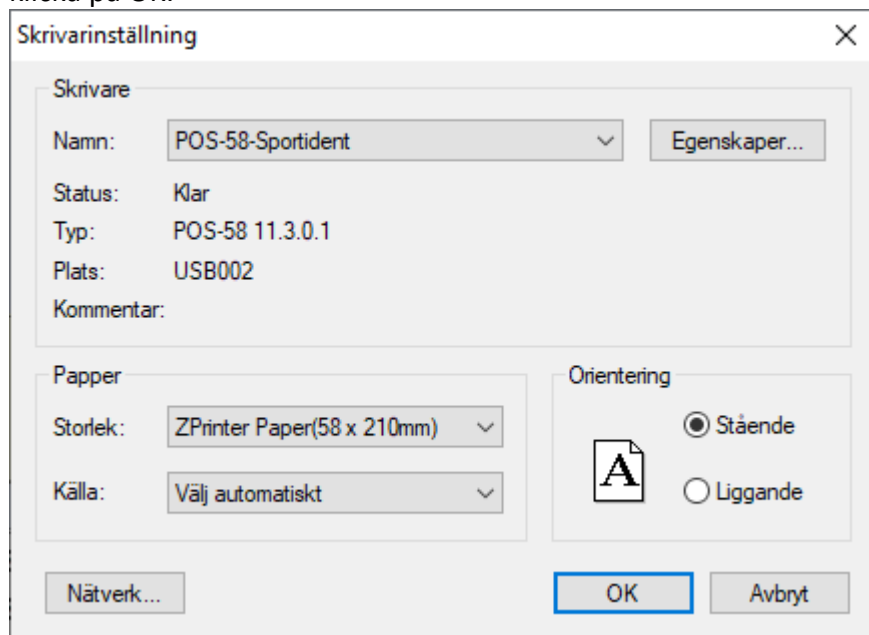 Skrivarinställning
Skrivare
Namn: POS-58-Sportident Egenskaper...
Status: Klar
Typ: POS-58 11.3.0.1
Plats: USB002
Kommentar:
Papper
Storlek: ZPrinter Paper(58 x 210mm)
Källa: Välj automatiskt
Orientering
A
Stående
Liggande
Nätverk... OK Avbryt